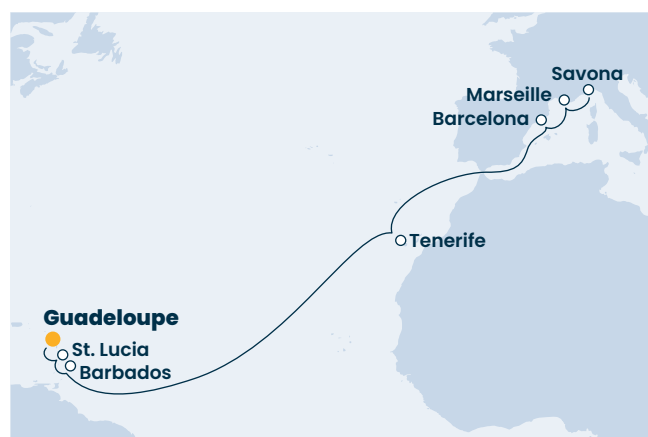 Savona
Marseille
Barcelona
Tenerife
Guadeloupe
St. Lucia
Barbados